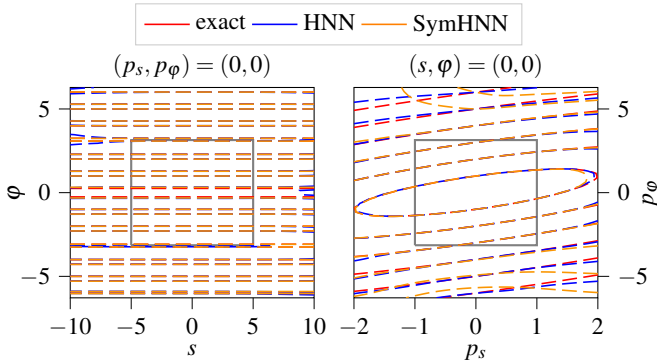 exact HNN SymHNN
(p_s, p_φ) = (0,0) (s, φ) = (0,0)
5 5
φ 0 0 p_φ
−5 −5
−10 −5 0 5 10 −2 −1 0 1 2
s p_s